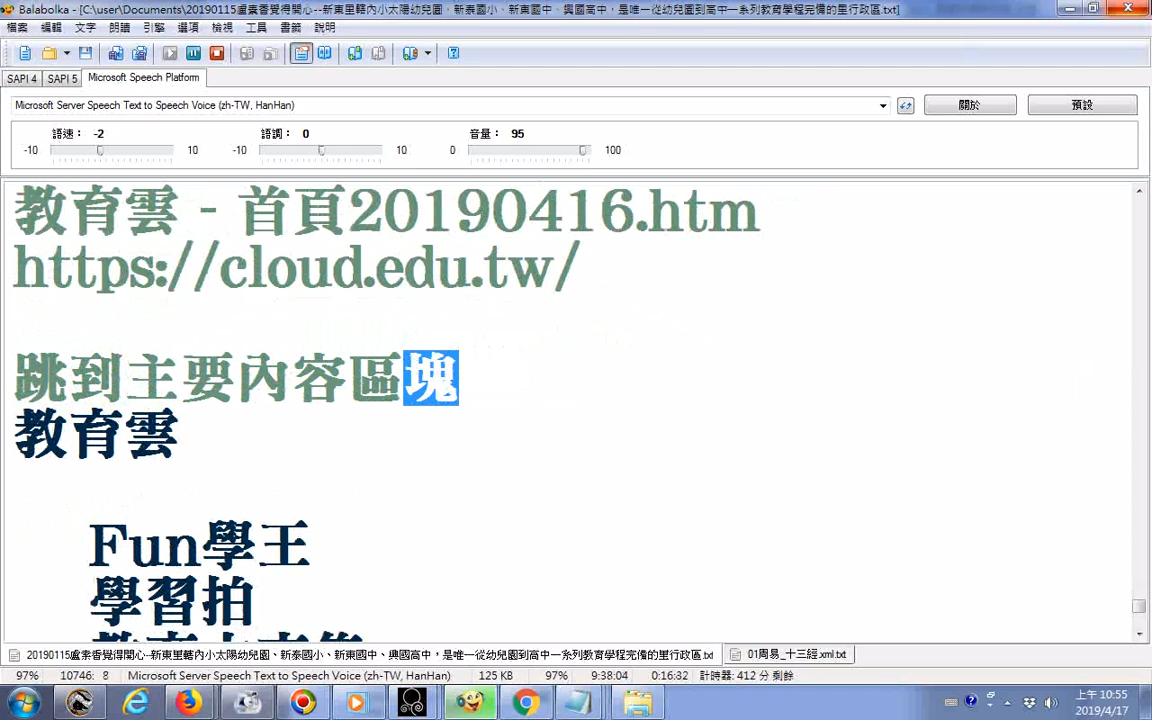 Balabolka - [C:\user\Documents\20190115盧素香覺得開心--新東里轄內小太陽幼兒園、新泰國小、新東國中、興國高中，是唯一從幼兒園到高中一系列教育學程完備的里行政區.txt]
檔案 編輯 文字 朗讀 引擎 選項 檢視 工具 書籤 說明
SAPI 4 SAPI 5 Microsoft Speech Platform
Microsoft Server Speech Text to Speech Voice (zh-TW, HanHan) 關於 預設
語速： -2 語調： 0 音量： 95
-10 10 -10 10 0 100
教育雲 - 首頁20190416.htm
https://cloud.edu.tw/
跳到主要內容區塊
教育雲
Fun學王
學習拍
20190115盧素香覺得開心--新東里轄內小太陽幼兒園、新泰國小、新東國中、興國高中，是唯一從幼兒園到高中一系列教育學程完備的里行政區.txt 01周易_十三經.xml.txt
97% 10746: 8 Microsoft Server Speech Text to Speech Voice (zh-TW, HanHan) 125 KB 97% 9:38:04 0:16:32 計時器: 412 分 剩餘
上午 10:55
2019/4/17